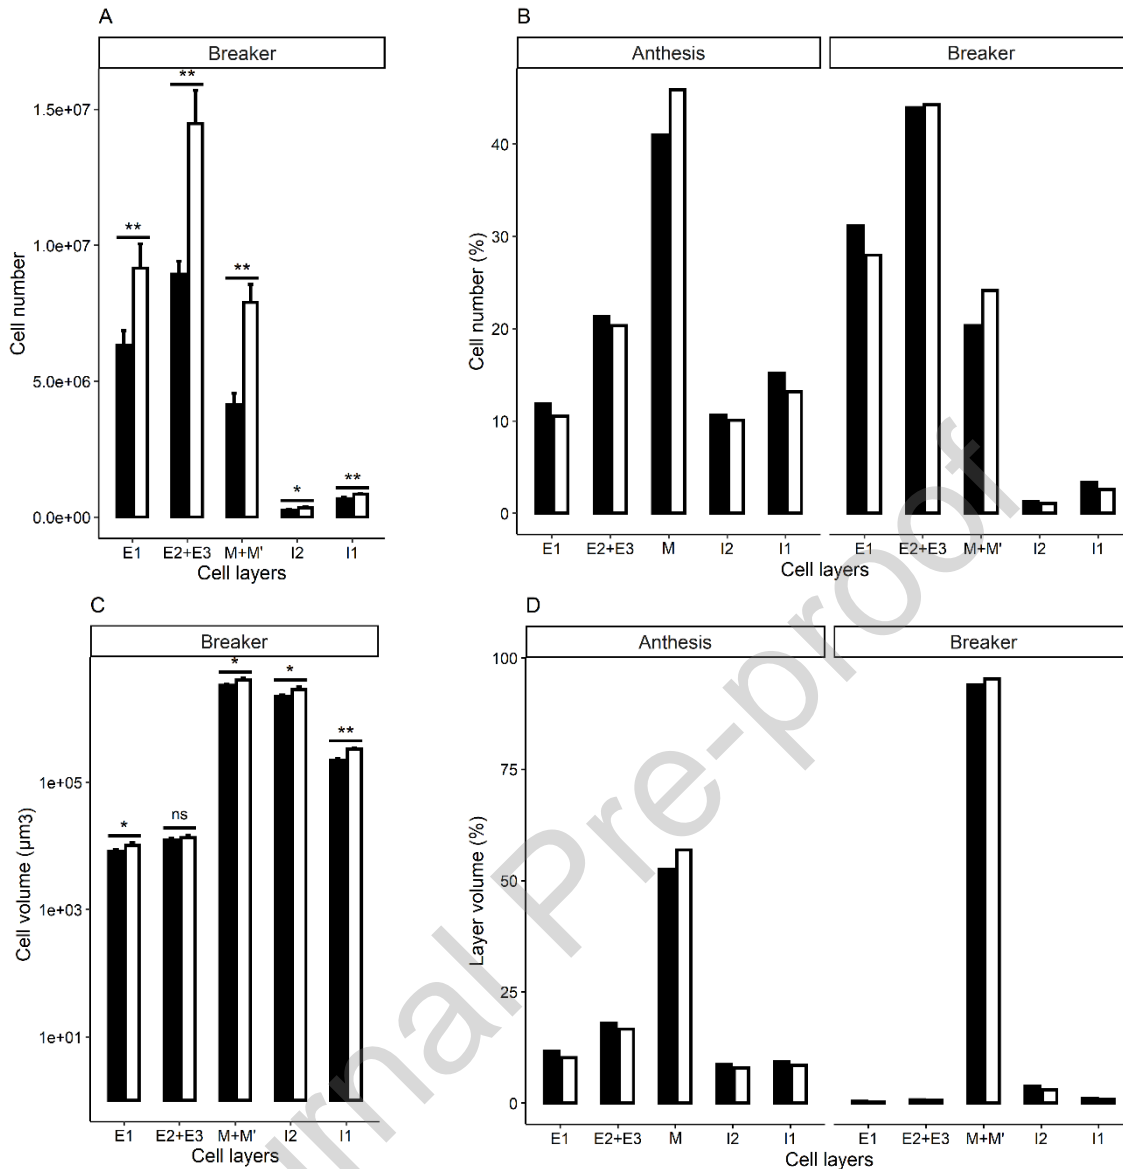 A
Breaker
**
**
**
*
**
1.5e+07
1.0e+07
5.0e+06
0.0e+00
Cell number
E1 E2+E3 M+M' I2 I1
Cell layers
B
Anthesis Breaker
40
30
20
10
0
Cell number (%)
E1 E2+E3 M I2 I1 E1 E2+E3 M+M' I2 I1
Cell layers
C
Breaker
*
ns
*
*
**
1e+05
1e+03
1e+01
Cell volume (µm3)
E1 E2+E3 M+M' I2 I1
Cell layers
D
Anthesis Breaker
100
75
50
25
0
Layer volume (%)
E1 E2+E3 M I2 I1 E1 E2+E3 M+M' I2 I1
Cell layers
urnal Pre-proof